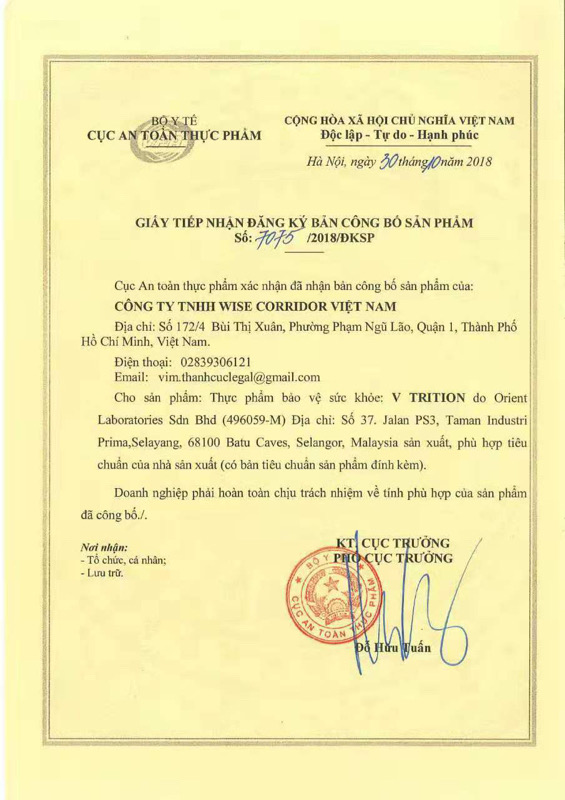 BỘ Y TẾ
CỤC AN TOÀN THỰC PHẨM
CỘNG HÒA XÃ HỘI CHỦ NGHĨA VIỆT NAM
Độc lập - Tự do - Hạnh phúc
Hà Nội, ngày 30 tháng 10 năm 2018
GIẤY TIẾP NHẬN ĐĂNG KÝ BẢN CÔNG BỐ SẢN PHẨM
Số: 7075 /2018/ĐKSP
Cục An toàn thực phẩm xác nhận đã nhận bản công bố sản phẩm của:
CÔNG TY TNHH WISE CORRIDOR VIỆT NAM
Địa chỉ: Số 172/4 Bùi Thị Xuân, Phường Phạm Ngũ Lão, Quận 1, Thành Phố
Hồ Chí Minh, Việt Nam.
Điện thoại: 02839306121
Email: vim.thanhcuclegal@gmail.com
Cho sản phẩm: Thực phẩm bảo vệ sức khỏe: V TRITION do Orient
Laboratories Sdn Bhd (496059-M) Địa chỉ: Số 37. Jalan PS3, Taman Industri
Prima,Selayang, 68100 Batu Caves, Selangor, Malaysia sản xuất, phù hợp tiêu
chuẩn của nhà sản xuất (có bản tiêu chuẩn sản phẩm đính kèm).
Doanh nghiệp phải hoàn toàn chịu trách nhiệm về tính phù hợp của sản phẩm
đã công bố./.
Nơi nhận:
- Tổ chức, cá nhân;
- Lưu trữ.
KT. CỤC TRƯỞNG
PHÓ CỤC TRƯỞNG
BỘ Y TẾ
CỤC AN TOÀN THỰC PHẨM
Đỗ Hữu Tuấn